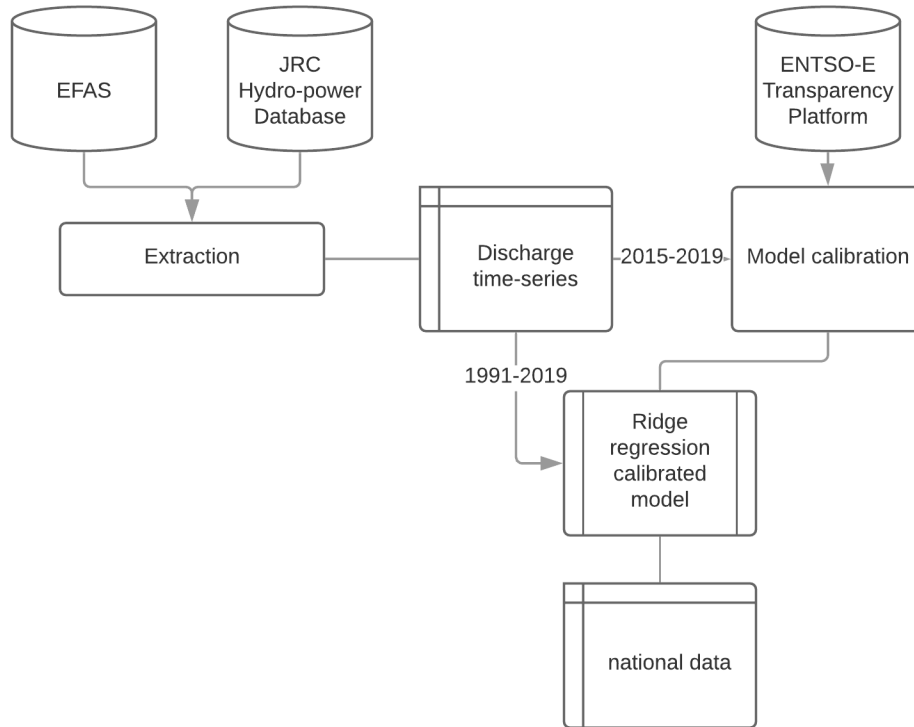 EFAS
JRC
Hydro-power
Database
ENTSO-E
Transparency
Platform
Extraction
Discharge
time-series
2015-2019
Model calibration
1991-2019
Ridge
regression
calibrated
model
national data